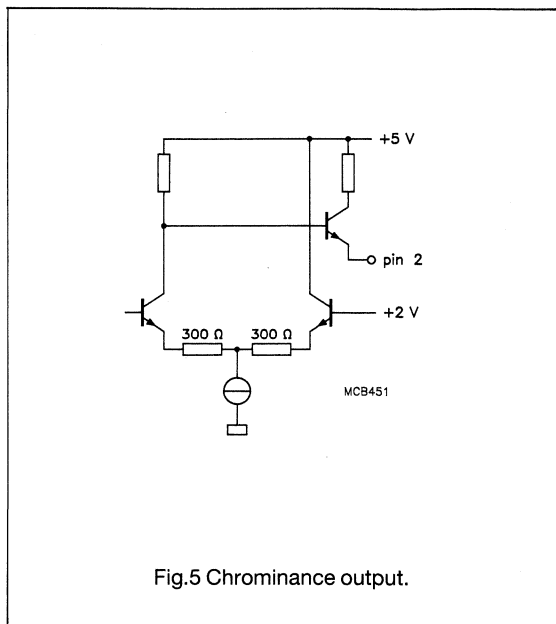 +5 V
pin 2
+2 V
300 Ω 300 Ω
MCB451
Fig.5 Chrominance output.